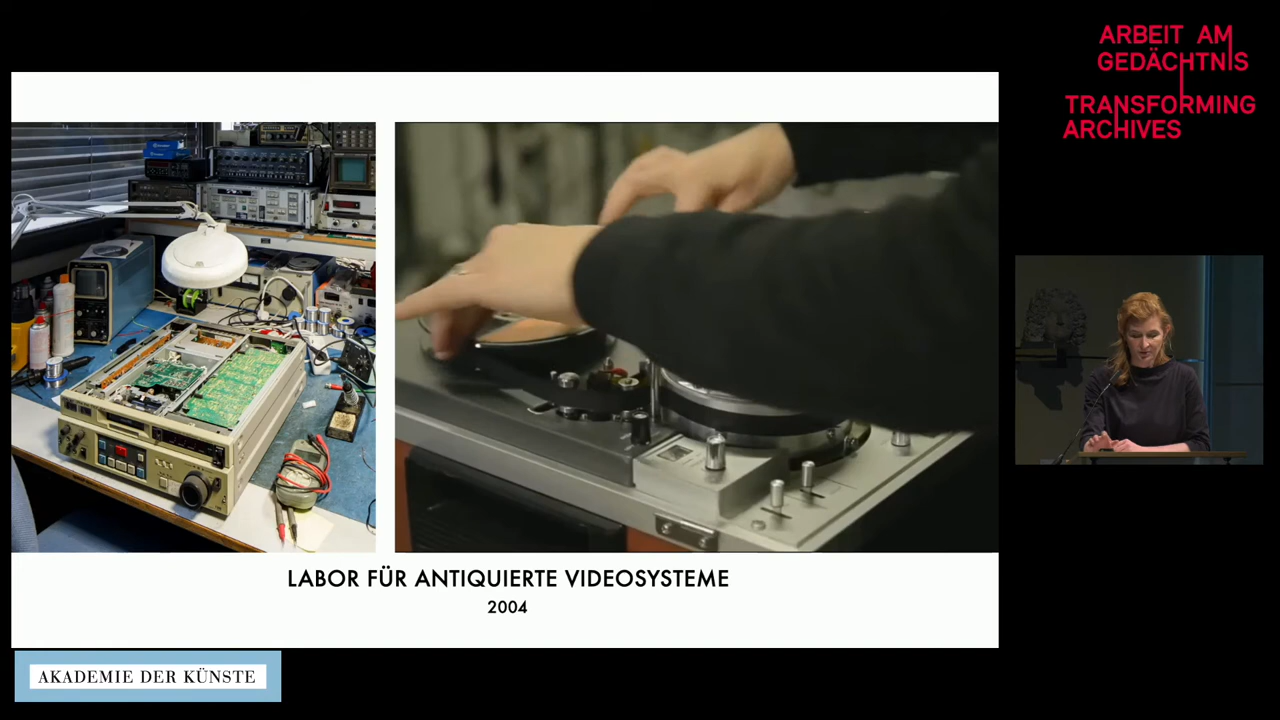 ARBEIT AM
GEDÄCHTNIS
TRANSFORMING
ARCHIVES
LABOR FÜR ANTIQUIERTE VIDEOSYSTEME
2004
AKADEMIE DER KÜNSTE